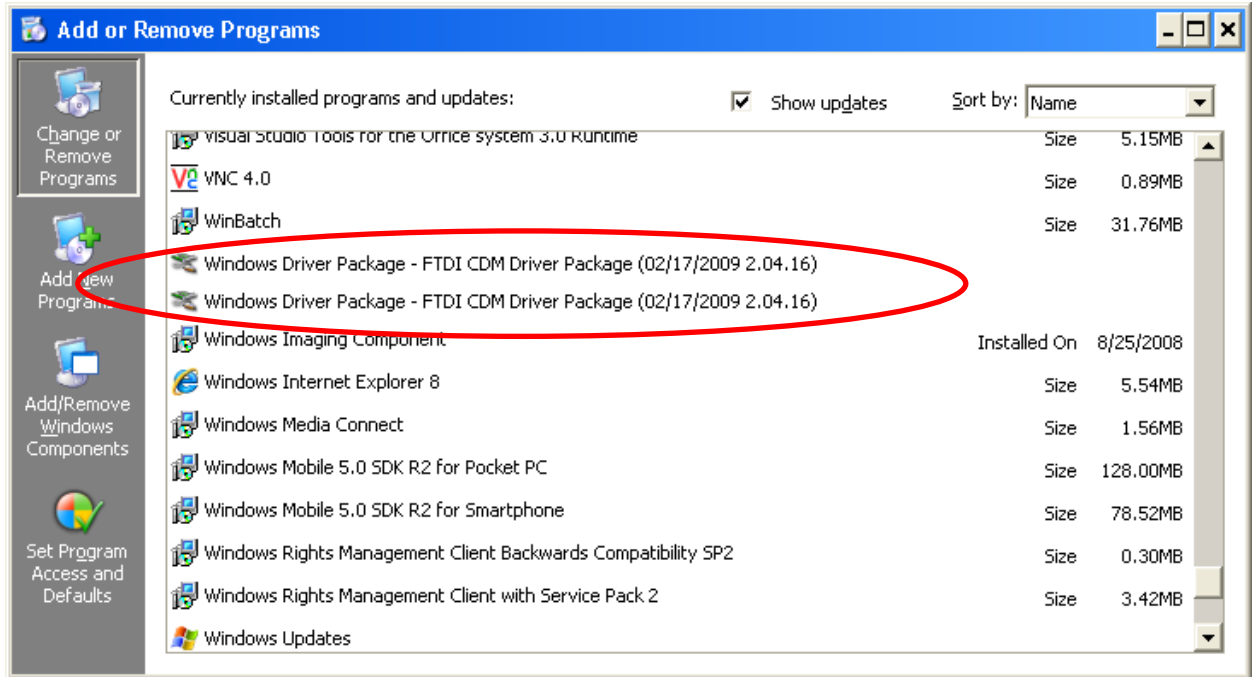 Add or Remove Programs
Change or
Remove
Programs
Add New
Programs
Add/Remove
Windows
Components
Set Program
Access and
Defaults
Currently installed programs and updates:
Show updates
Sort by: Name
Visual Studio Tools for the Office system 3.0 Runtime Size 5.15MB
VNC 4.0 Size 0.89MB
WinBatch Size 31.76MB
Windows Driver Package - FTDI CDM Driver Package (02/17/2009 2.04.16)
Windows Driver Package - FTDI CDM Driver Package (02/17/2009 2.04.16)
Windows Imaging Component Installed On 8/25/2008
Windows Internet Explorer 8 Size 5.54MB
Windows Media Connect Size 1.56MB
Windows Mobile 5.0 SDK R2 for Pocket PC Size 128.00MB
Windows Mobile 5.0 SDK R2 for Smartphone Size 78.52MB
Windows Rights Management Client Backwards Compatibility SP2 Size 0.30MB
Windows Rights Management Client with Service Pack 2 Size 3.42MB
Windows Updates